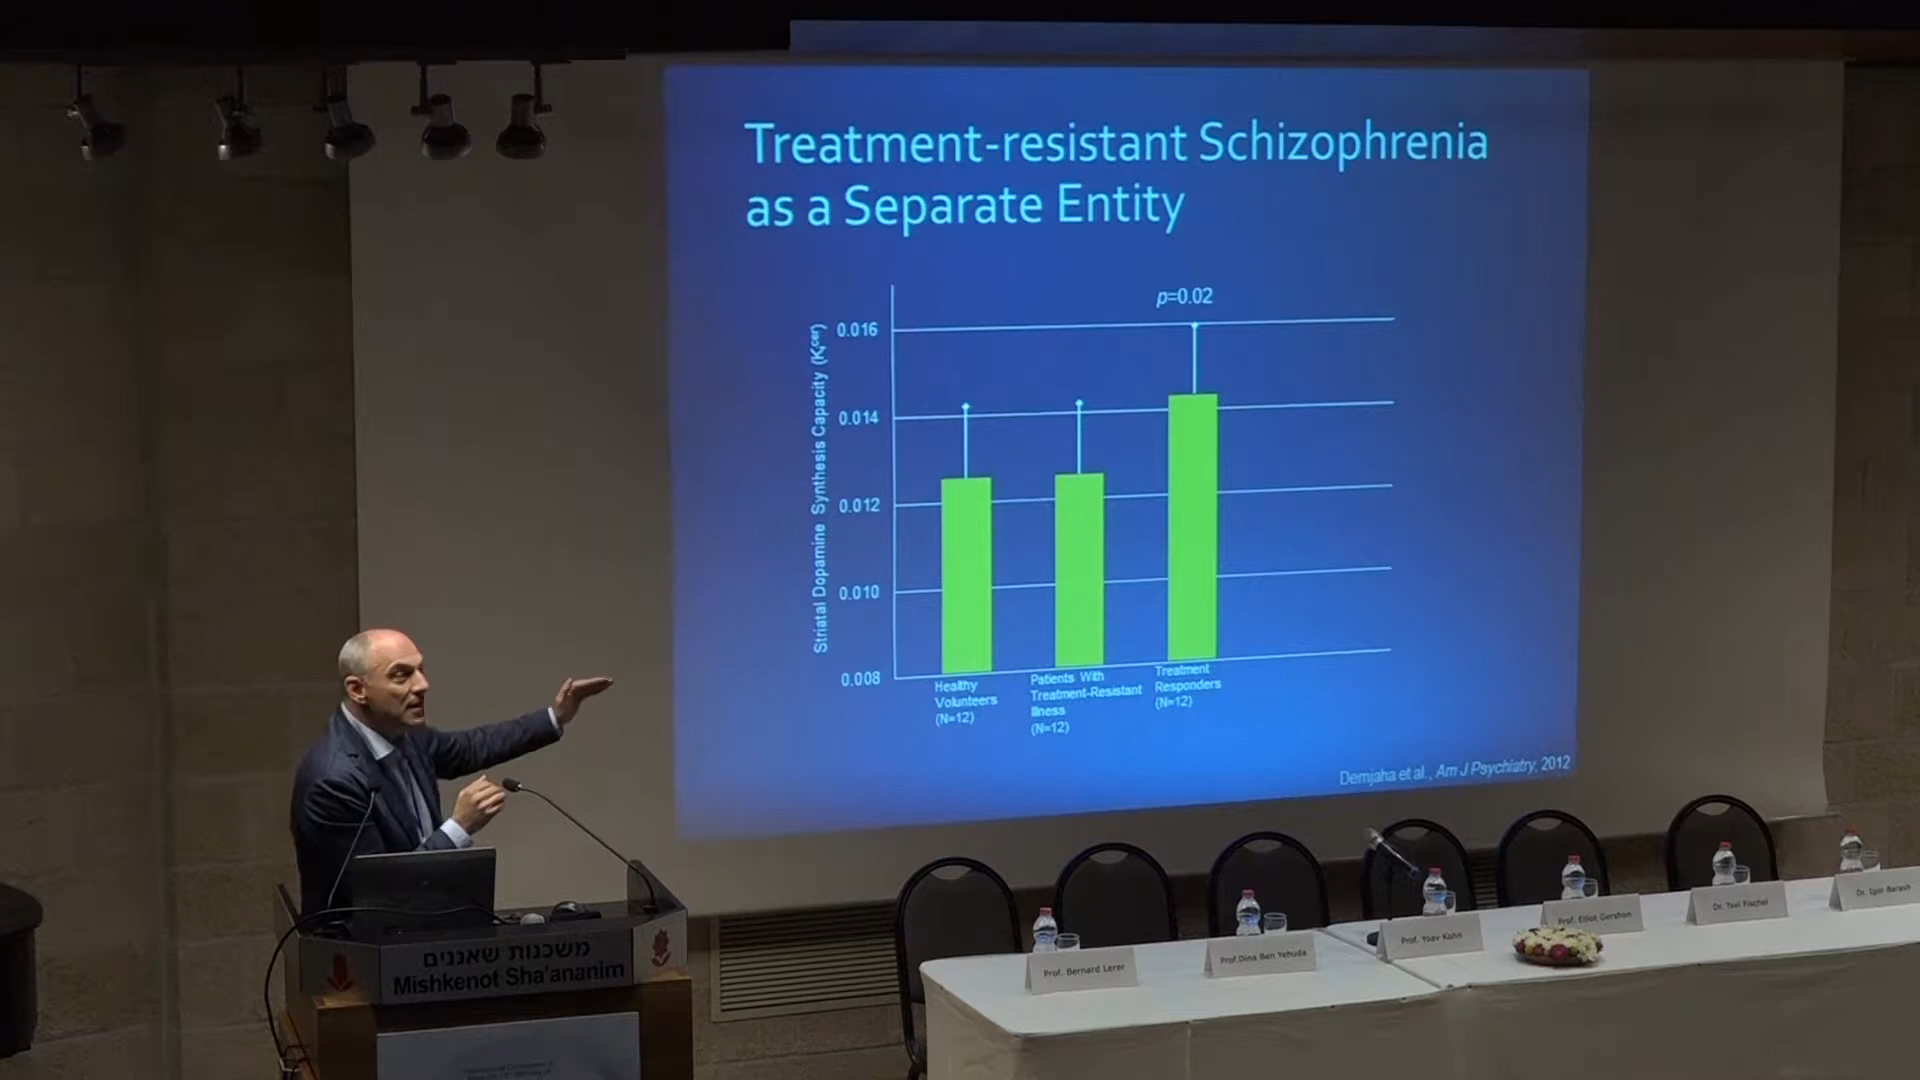 Treatment-resistant Schizophrenia
as a Separate Entity
p=0.02
Striatal Dopamine Synthesis Capacity (Kᵢᶜᵉʳ)
0.016
0.014
0.012
0.010
0.008
Healthy
Volunteers
(N=12)
Patients With
Treatment-Resistant
Illness
(N=12)
Treatment
Responders
(N=12)
Demjaha et al., Am J Psychiatry, 2012
משכנות שאננים
Mishkenot Sha'ananim
Prof. Bernard Lerer
Prof.Dina Ben Yehuda
Prof. Yoav Kohn
Prof. Elliot Gershon
Dr. Tsvi Fischel
Dr. Igor Barash